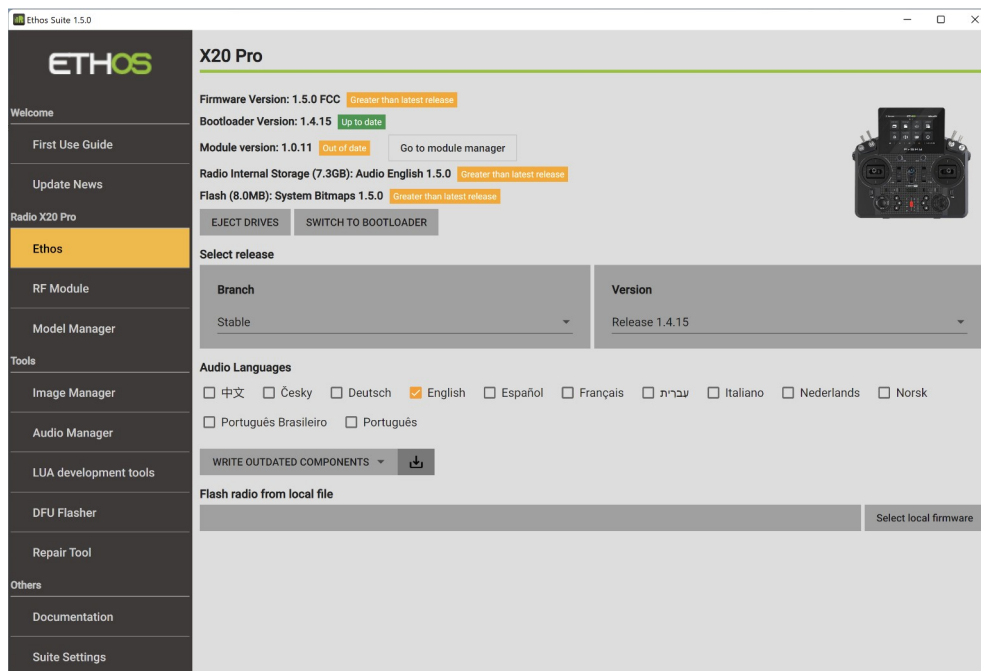 Ethos Suite 1.5.0
ETHOS
Welcome
First Use Guide
Update News
Radio X20 Pro
Ethos
RF Module
Model Manager
Tools
Image Manager
Audio Manager
LUA development tools
DFU Flasher
Repair Tool
Others
Documentation
Suite Settings
X20 Pro
Firmware Version: 1.5.0 FCC Greater than latest release
Bootloader Version: 1.4.15 Up to date
Module version: 1.0.11 Out of date Go to module manager
Radio Internal Storage (7.3GB): Audio English 1.5.0 Greater than latest release
Flash (8.0MB): System Bitmaps 1.5.0 Greater than latest release
EJECT DRIVES SWITCH TO BOOTLOADER
Select release
Branch Version
Stable Release 1.4.15
Audio Languages
中文 Česky Deutsch English Español Français עברית Italiano Nederlands Norsk
Português Brasileiro Português
WRITE OUTDATED COMPONENTS
Flash radio from local file
Select local firmware